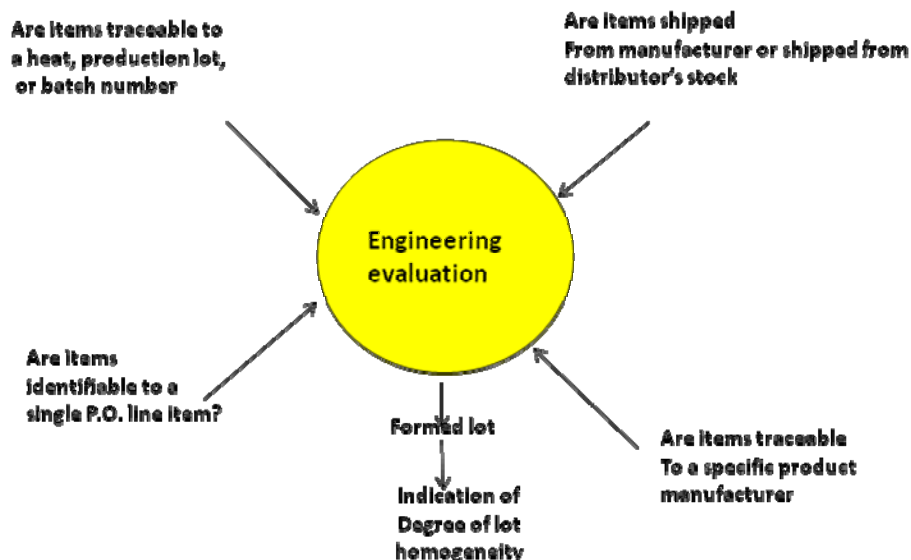 Are items traceable to
a heat, production lot,
or batch number
Are items shipped
From manufacturer or shipped from
distributor's stock
Engineering
evaluation
Are items
identifiable to a
single P.O. line item?
Formed lot
Are items traceable
To a specific product
manufacturer
Indication of
Degree of lot
homogeneity